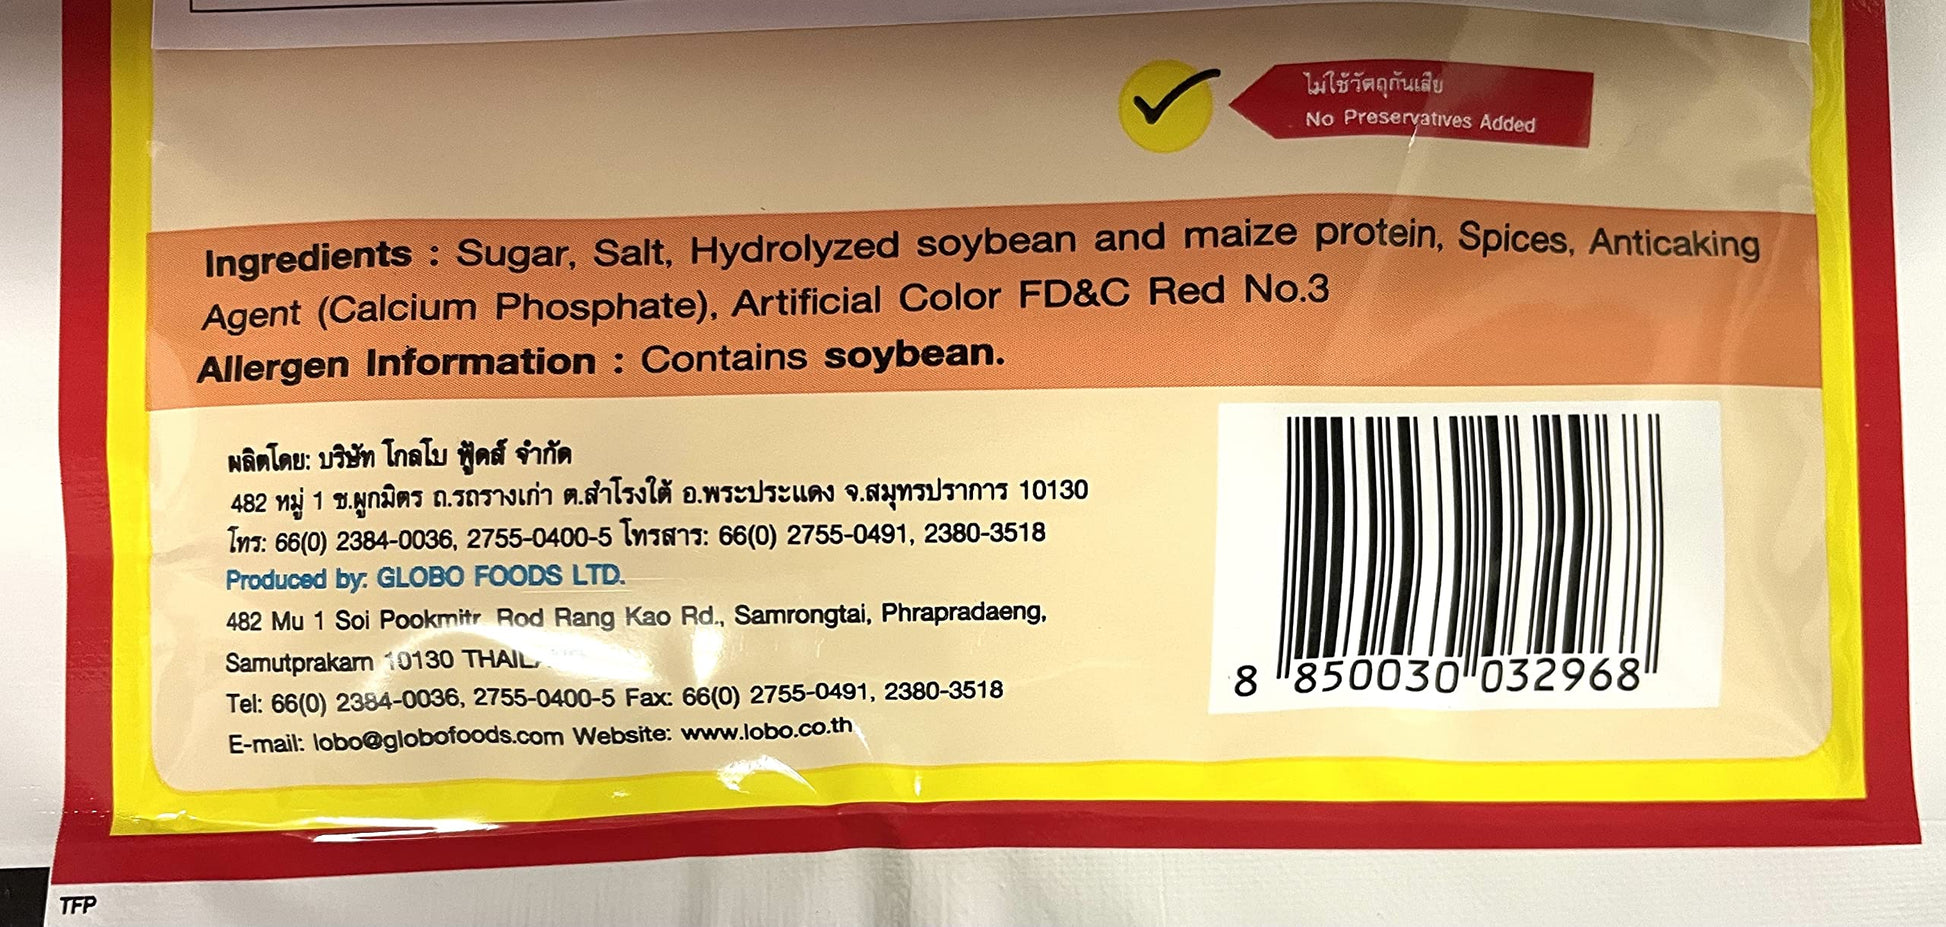 ไม่ใช้วัตถุกันเสีย
No Preservatives Added
Ingredients : Sugar, Salt, Hydrolyzed soybean and maize protein, Spices, Anticaking
Agent (Calcium Phosphate), Artificial Color FD&C Red No.3
Allergen Information : Contains soybean.
ผลิตโดย: บริษัท โกลโบ ฟู้ดส์ จำกัด
482 หมู่ 1 ซ.ผูกมิตร ถ.รถรางเก่า ต.สำโรงใต้ อ.พระประแดง จ.สมุทรปราการ 10130
โทร: 66(0) 2384-0036, 2755-0400-5 โทรสาร: 66(0) 2755-0491, 2380-3518
Produced by: GLOBO FOODS LTD.
482 Mu 1 Soi Pookmitr Rod Rang Kao Rd., Samrongtai, Phrapradaeng,
Samutprakarn 10130
Tel: 66(0) 2384-0036, 2755-0400-5 Fax: 66(0) 2755-0491, 2380-3518
E-mail: lobo@globofoods.com Website: www.lobo.co.th
8 850030 032968
TFP